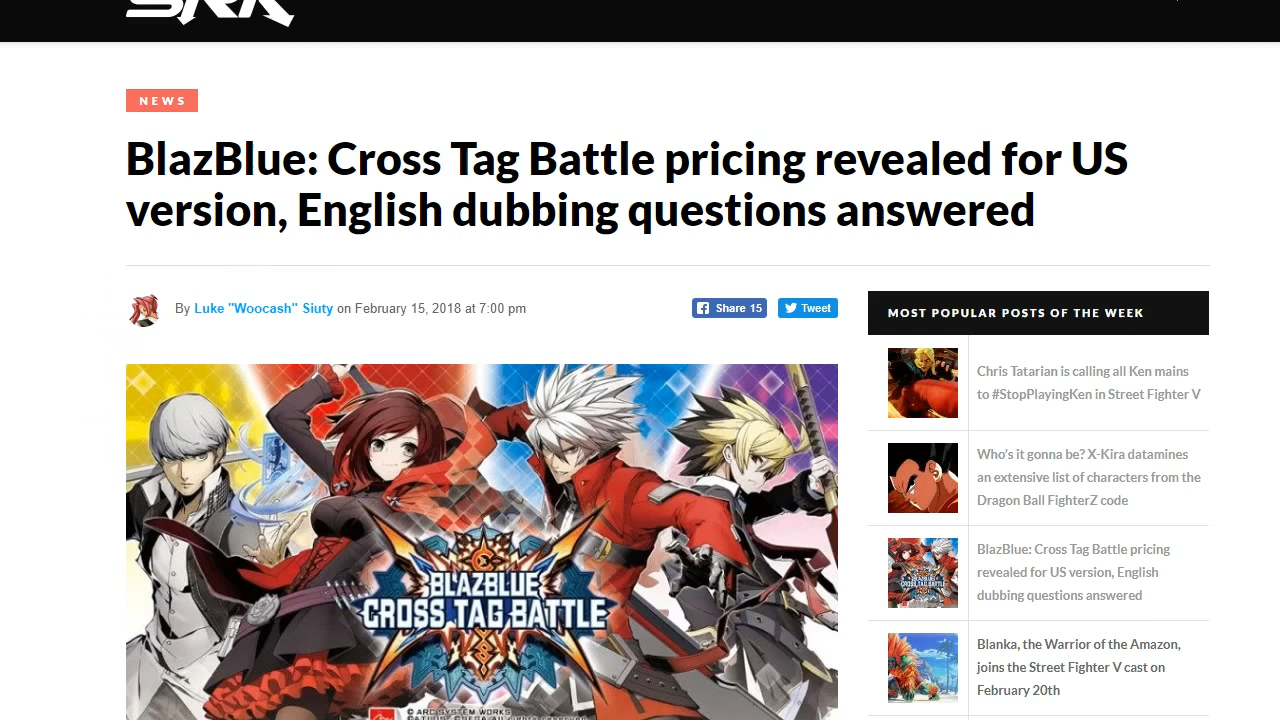 SRK
NEWS
BlazBlue: Cross Tag Battle pricing revealed for US
version, English dubbing questions answered
By Luke "Woocash" Siuty on February 15, 2018 at 7:00 pm
Share 15
Tweet
BLAZBLUE
CROSS TAG BATTLE
© ARC SYSTEM WORKS
MOST POPULAR POSTS OF THE WEEK
Chris Tatarian is calling all Ken mains
to #StopPlayingKen in Street Fighter V
Who’s it gonna be? X-Kira datamines
an extensive list of characters from the
Dragon Ball FighterZ code
BlazBlue: Cross Tag Battle pricing
revealed for US version, English
dubbing questions answered
Blanka, the Warrior of the Amazon,
joins the Street Fighter V cast on
February 20th